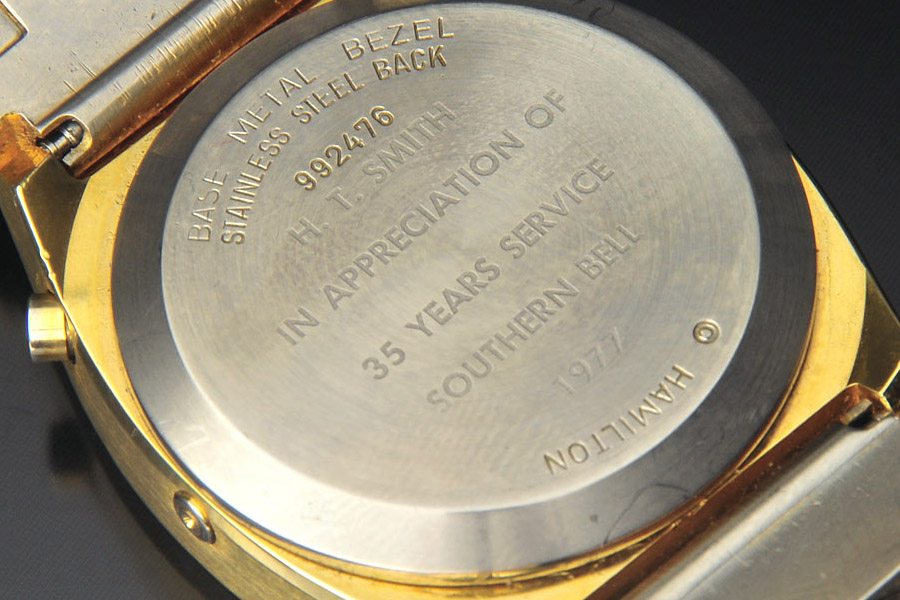 BASE METAL BEZEL
STAINLESS STEEL BACK
992476
H. T. SMITH
IN APPRECIATION OF
35 YEARS SERVICE
SOUTHERN BELL
1977
© HAMILTON